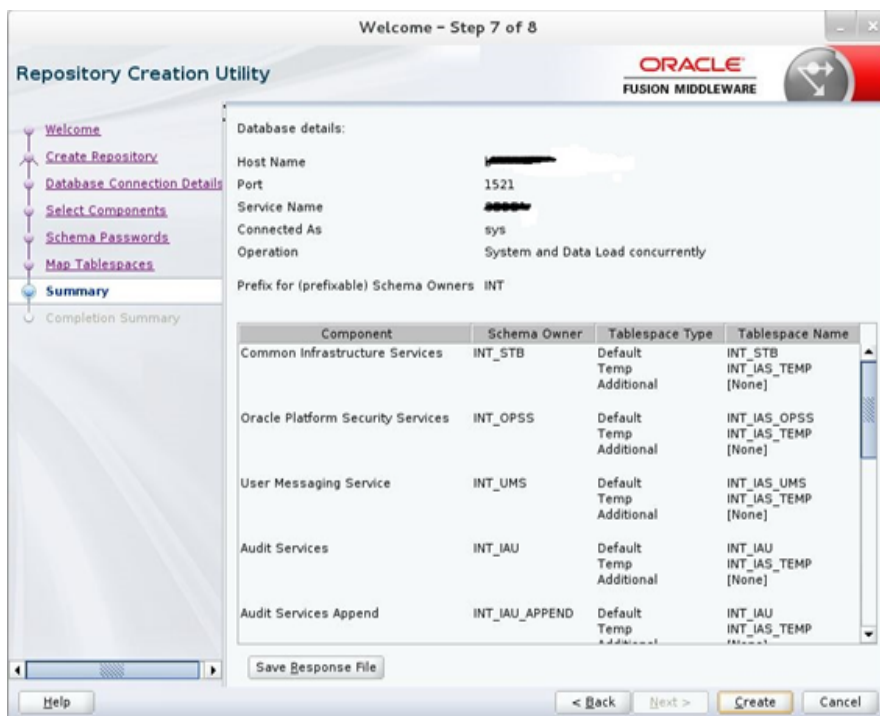 Welcome - Step 7 of 8
Repository Creation Utility
ORACLE
FUSION MIDDLEWARE
Welcome
Create Repository
Database Connection Details
Select Components
Schema Passwords
Map Tablespaces
Summary
Completion Summary
Database details:
Host Name
Port 1521
Service Name
Connected As sys
Operation System and Data Load concurrently
Prefix for (prefixable) Schema Owners INT
Component Schema Owner Tablespace Type Tablespace Name
Common Infrastructure Services INT_STB Default INT_STB
Temp INT_IAS_TEMP
Additional [None]
Oracle Platform Security Services INT_OPSS Default INT_IAS_OPSS
Temp INT_IAS_TEMP
Additional [None]
User Messaging Service INT_UMS Default INT_IAS_UMS
Temp INT_IAS_TEMP
Additional [None]
Audit Services INT_IAU Default INT_IAU
Temp INT_IAS_TEMP
Additional [None]
Audit Services Append INT_IAU_APPEND Default INT_IAU
Temp INT_IAS_TEMP
Save Response File
Help < Back Next > Create Cancel